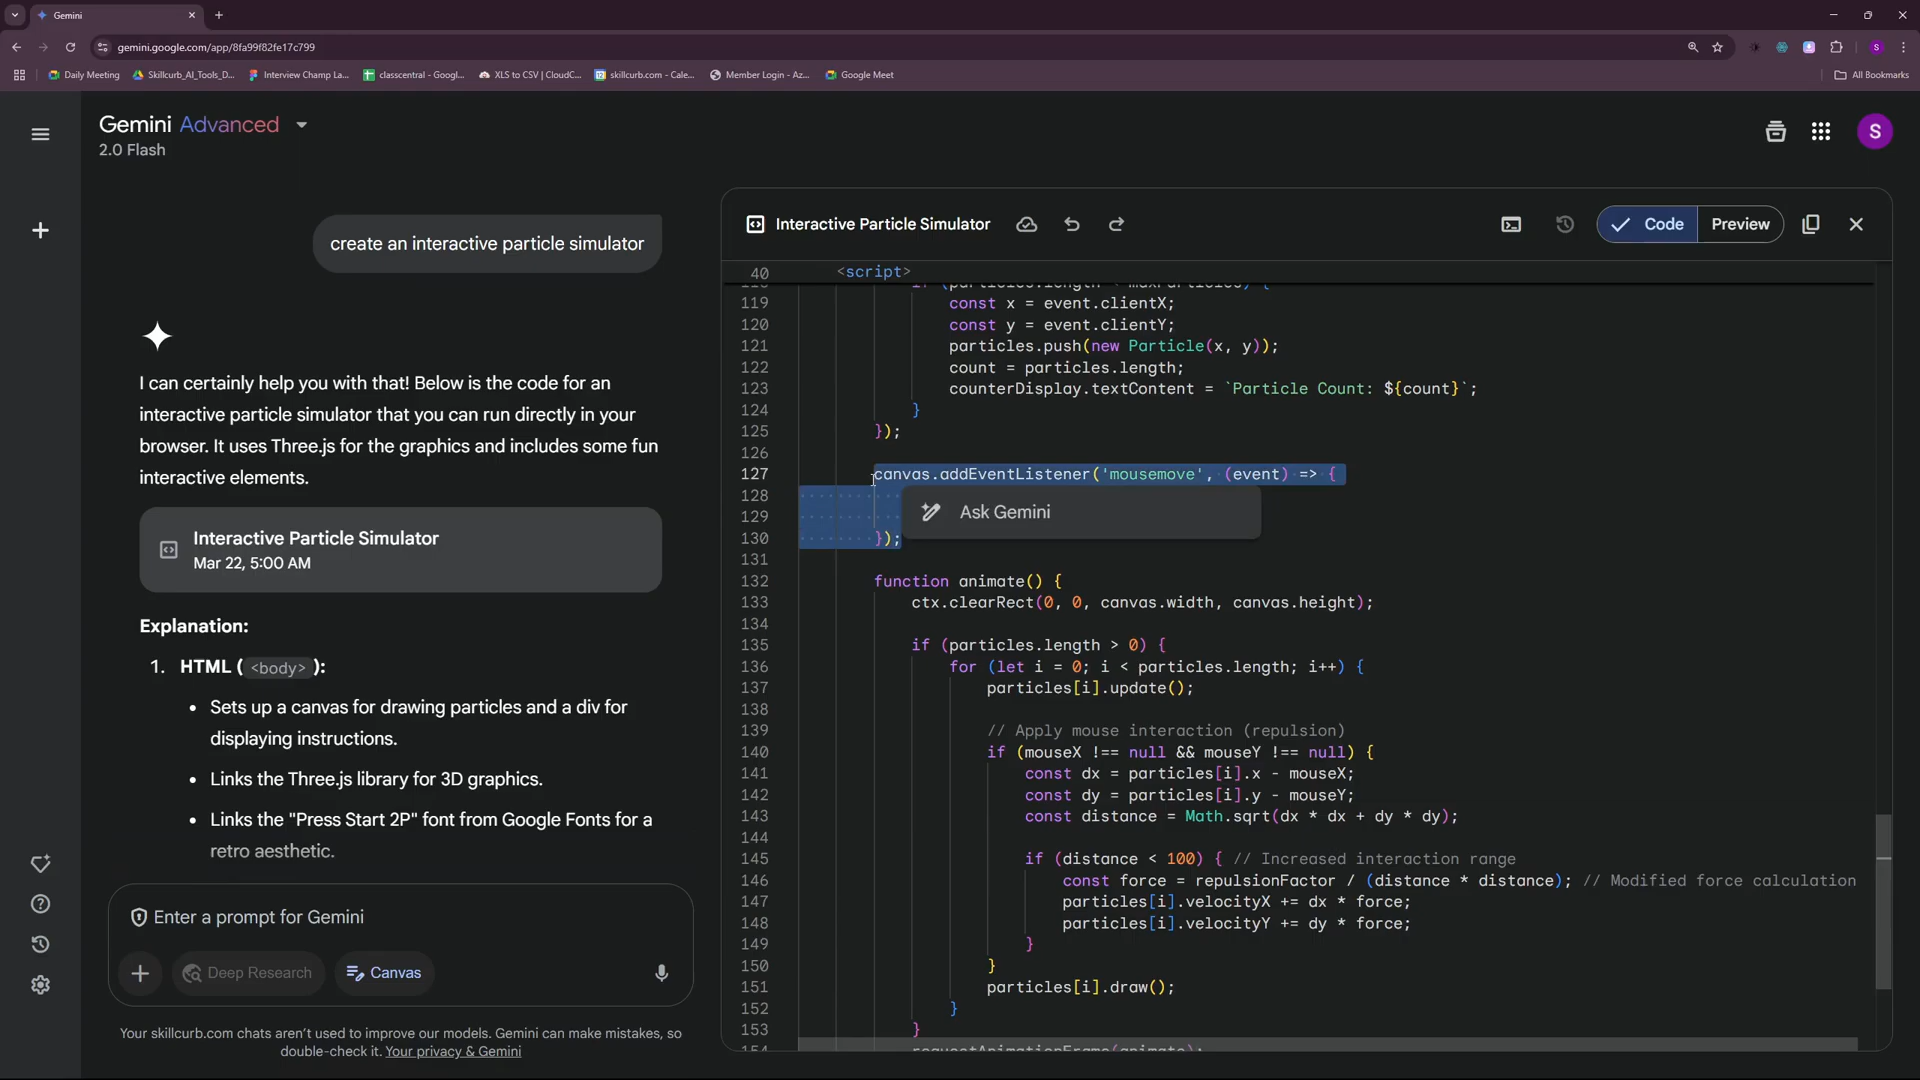 Gemini
gemini.google.com/app/8fa99f82fe17c799
Daily Meeting
Skillcurb_AI_Tools_D...
Interview Champ La...
classcentral - Googl...
XLS to CSV | CloudC...
skillcurb.com - Cale...
Member Login - Az...
Google Meet
All Bookmarks
Gemini Advanced
2.0 Flash
S
create an interactive particle simulator
I can certainly help you with that! Below is the code for an
interactive particle simulator that you can run directly in your
browser. It uses Three.js for the graphics and includes some fun
interactive elements.
Interactive Particle Simulator
Mar 22, 5:00 AM
Explanation:
1. HTML ( <body> ):
• Sets up a canvas for drawing particles and a div for
displaying instructions.
• Links the Three.js library for 3D graphics.
• Links the "Press Start 2P" font from Google Fonts for a
retro aesthetic.
Enter a prompt for Gemini
Deep Research
Canvas
Your skillcurb.com chats aren't used to improve our models. Gemini can make mistakes, so
double-check it. Your privacy & Gemini
Interactive Particle Simulator
Code
Preview
40 <script>
119 const x = event.clientX;
120 const y = event.clientY;
121 particles.push(new Particle(x, y));
122 count = particles.length;
123 counterDisplay.textContent = `Particle Count: ${count}`;
124 }
125 });
126
127 canvas.addEventListener('mousemove', (event) => {
128
Ask Gemini
129
130 });
131
132 function animate() {
133 ctx.clearRect(0, 0, canvas.width, canvas.height);
134
135 if (particles.length > 0) {
136 for (let i = 0; i < particles.length; i++) {
137 particles[i].update();
138
139 // Apply mouse interaction (repulsion)
140 if (mouseX !== null && mouseY !== null) {
141 const dx = particles[i].x - mouseX;
142 const dy = particles[i].y - mouseY;
143 const distance = Math.sqrt(dx * dx + dy * dy);
144
145 if (distance < 100) { // Increased interaction range
146 const force = repulsionFactor / (distance * distance); // Modified force calculation
147 particles[i].velocityX += dx * force;
148 particles[i].velocityY += dy * force;
149 }
150 }
151 particles[i].draw();
152 }
153 }
154 requestAnimationFrame(animate);